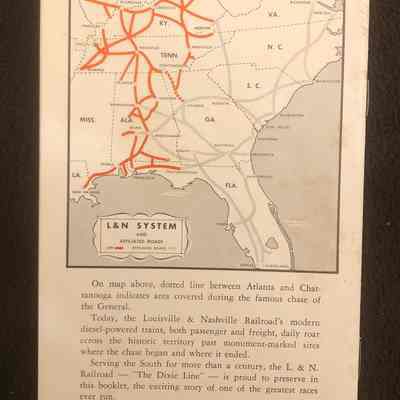 KY
VA.
TENN
N. C.
S. C.
MISS.
ALA
GA.
LA.
FLA.
L&N SYSTEM
with
AFFILIATED ROADS
On map above, dotted line between Atlanta and Chat-
tanooga indicates area covered during the famous chase of
the General.
Today, the Louisville & Nashville Railroad's modern
diesel-powered trains, both passenger and freight, daily roar
across the historic territory past monument-marked sites
where the chase began and where it ended.
Serving the South for more than a century, the L. & N.
Railroad — "The Dixie Line" — is proud to preserve in
this booklet, the exciting story of one of the greatest races
ever run.